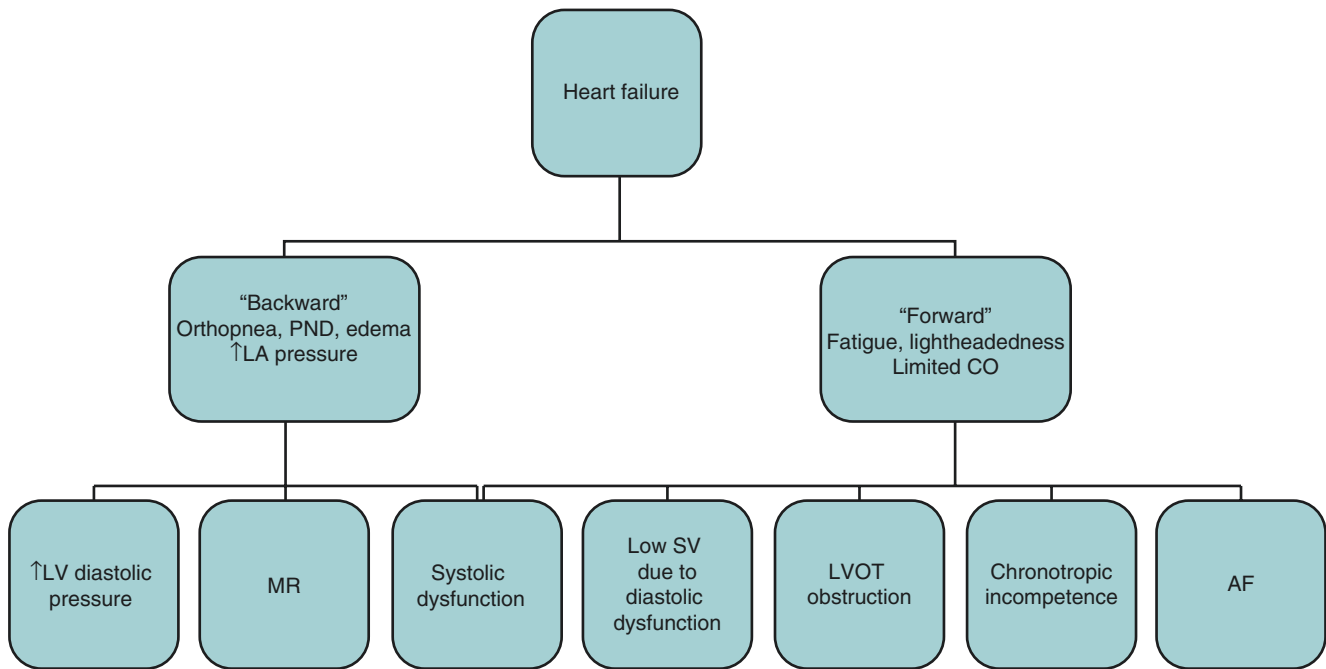 Heart failure
“Backward”
Orthopnea, PND, edema
↑LA pressure
“Forward”
Fatigue, lightheadedness
Limited CO
↑LV diastolic
pressure
MR
Systolic
dysfunction
Low SV
due to
diastolic
dysfunction
LVOT
obstruction
Chronotropic
incompetence
AF